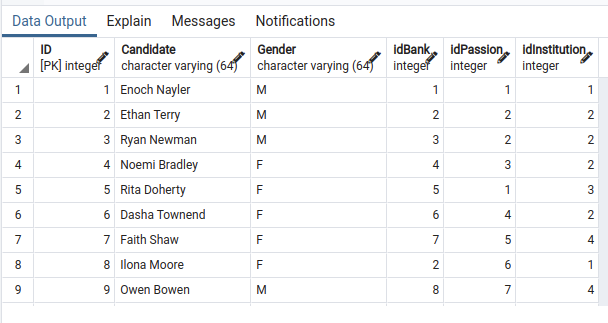 Data Output Explain Messages Notifications
ID Candidate Gender idBank idPassion idInstitution
[PK] integer character varying (64) character varying (64) integer integer integer
1 1 Enoch Nayler M 1 1 1
2 2 Ethan Terry M 2 2 2
3 3 Ryan Newman M 3 2 2
4 4 Noemi Bradley F 4 3 2
5 5 Rita Doherty F 5 1 3
6 6 Dasha Townend F 6 4 2
7 7 Faith Shaw F 7 5 4
8 8 Ilona Moore F 2 6 1
9 9 Owen Bowen M 8 7 4